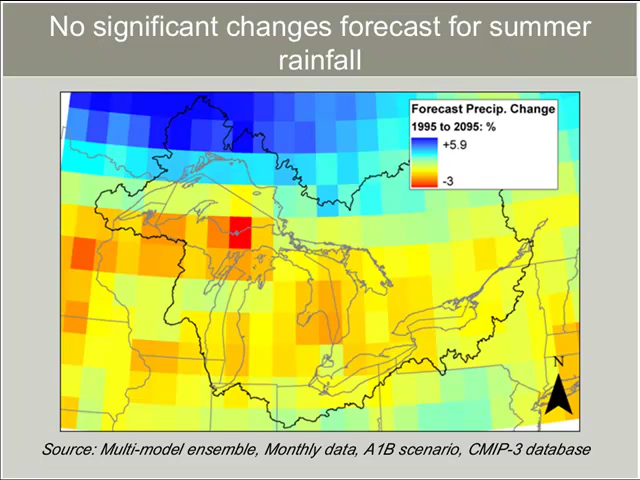 No significant changes forecast for summer
rainfall
Forecast Precip. Change
1995 to 2095: %
+5.9
-3
N
Source: Multi-model ensemble, Monthly data, A1B scenario, CMIP-3 database